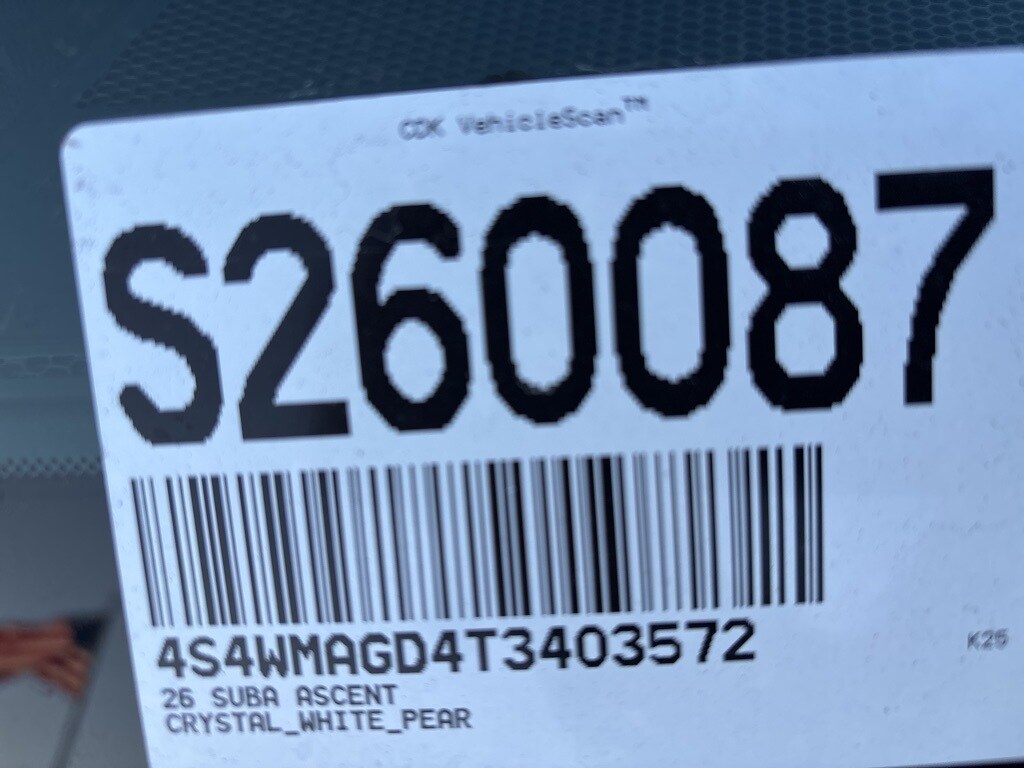 CDK VehicleScan™
S260087
4S4WMAGD4T3403572
K25
26 SUBA ASCENT
CRYSTAL_WHITE_PEAR